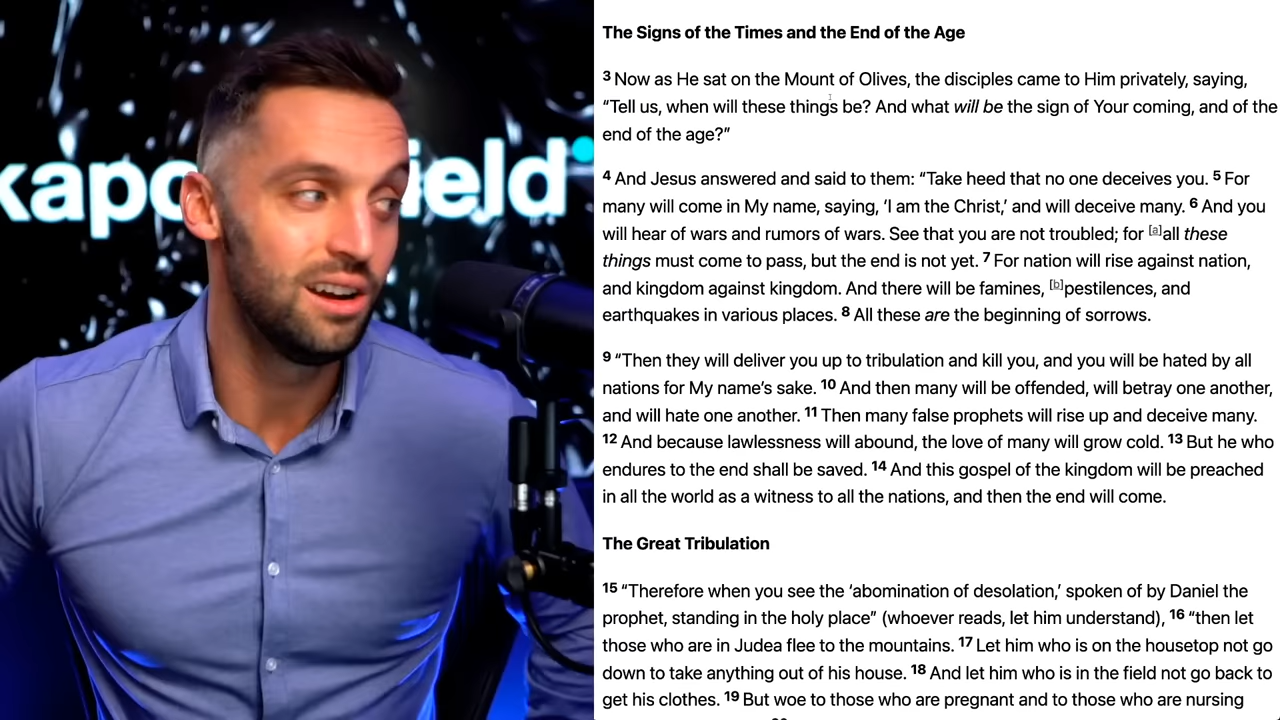 kapo ield
The Signs of the Times and the End of the Age
3 Now as He sat on the Mount of Olives, the disciples came to Him privately, saying,
“Tell us, when will these things be? And what will be the sign of Your coming, and of the
end of the age?”
4 And Jesus answered and said to them: “Take heed that no one deceives you. 5 For
many will come in My name, saying, ‘I am the Christ,’ and will deceive many. 6 And you
will hear of wars and rumors of wars. See that you are not troubled; for [a]all these
things must come to pass, but the end is not yet. 7 For nation will rise against nation,
and kingdom against kingdom. And there will be famines, [b]pestilences, and
earthquakes in various places. 8 All these are the beginning of sorrows.
9 “Then they will deliver you up to tribulation and kill you, and you will be hated by all
nations for My name’s sake. 10 And then many will be offended, will betray one another,
and will hate one another. 11 Then many false prophets will rise up and deceive many.
12 And because lawlessness will abound, the love of many will grow cold. 13 But he who
endures to the end shall be saved. 14 And this gospel of the kingdom will be preached
in all the world as a witness to all the nations, and then the end will come.
The Great Tribulation
15 “Therefore when you see the ‘abomination of desolation,’ spoken of by Daniel the
prophet, standing in the holy place” (whoever reads, let him understand), 16 “then let
those who are in Judea flee to the mountains. 17 Let him who is on the housetop not go
down to take anything out of his house. 18 And let him who is in the field not go back to
get his clothes. 19 But woe to those who are pregnant and to those who are nursing